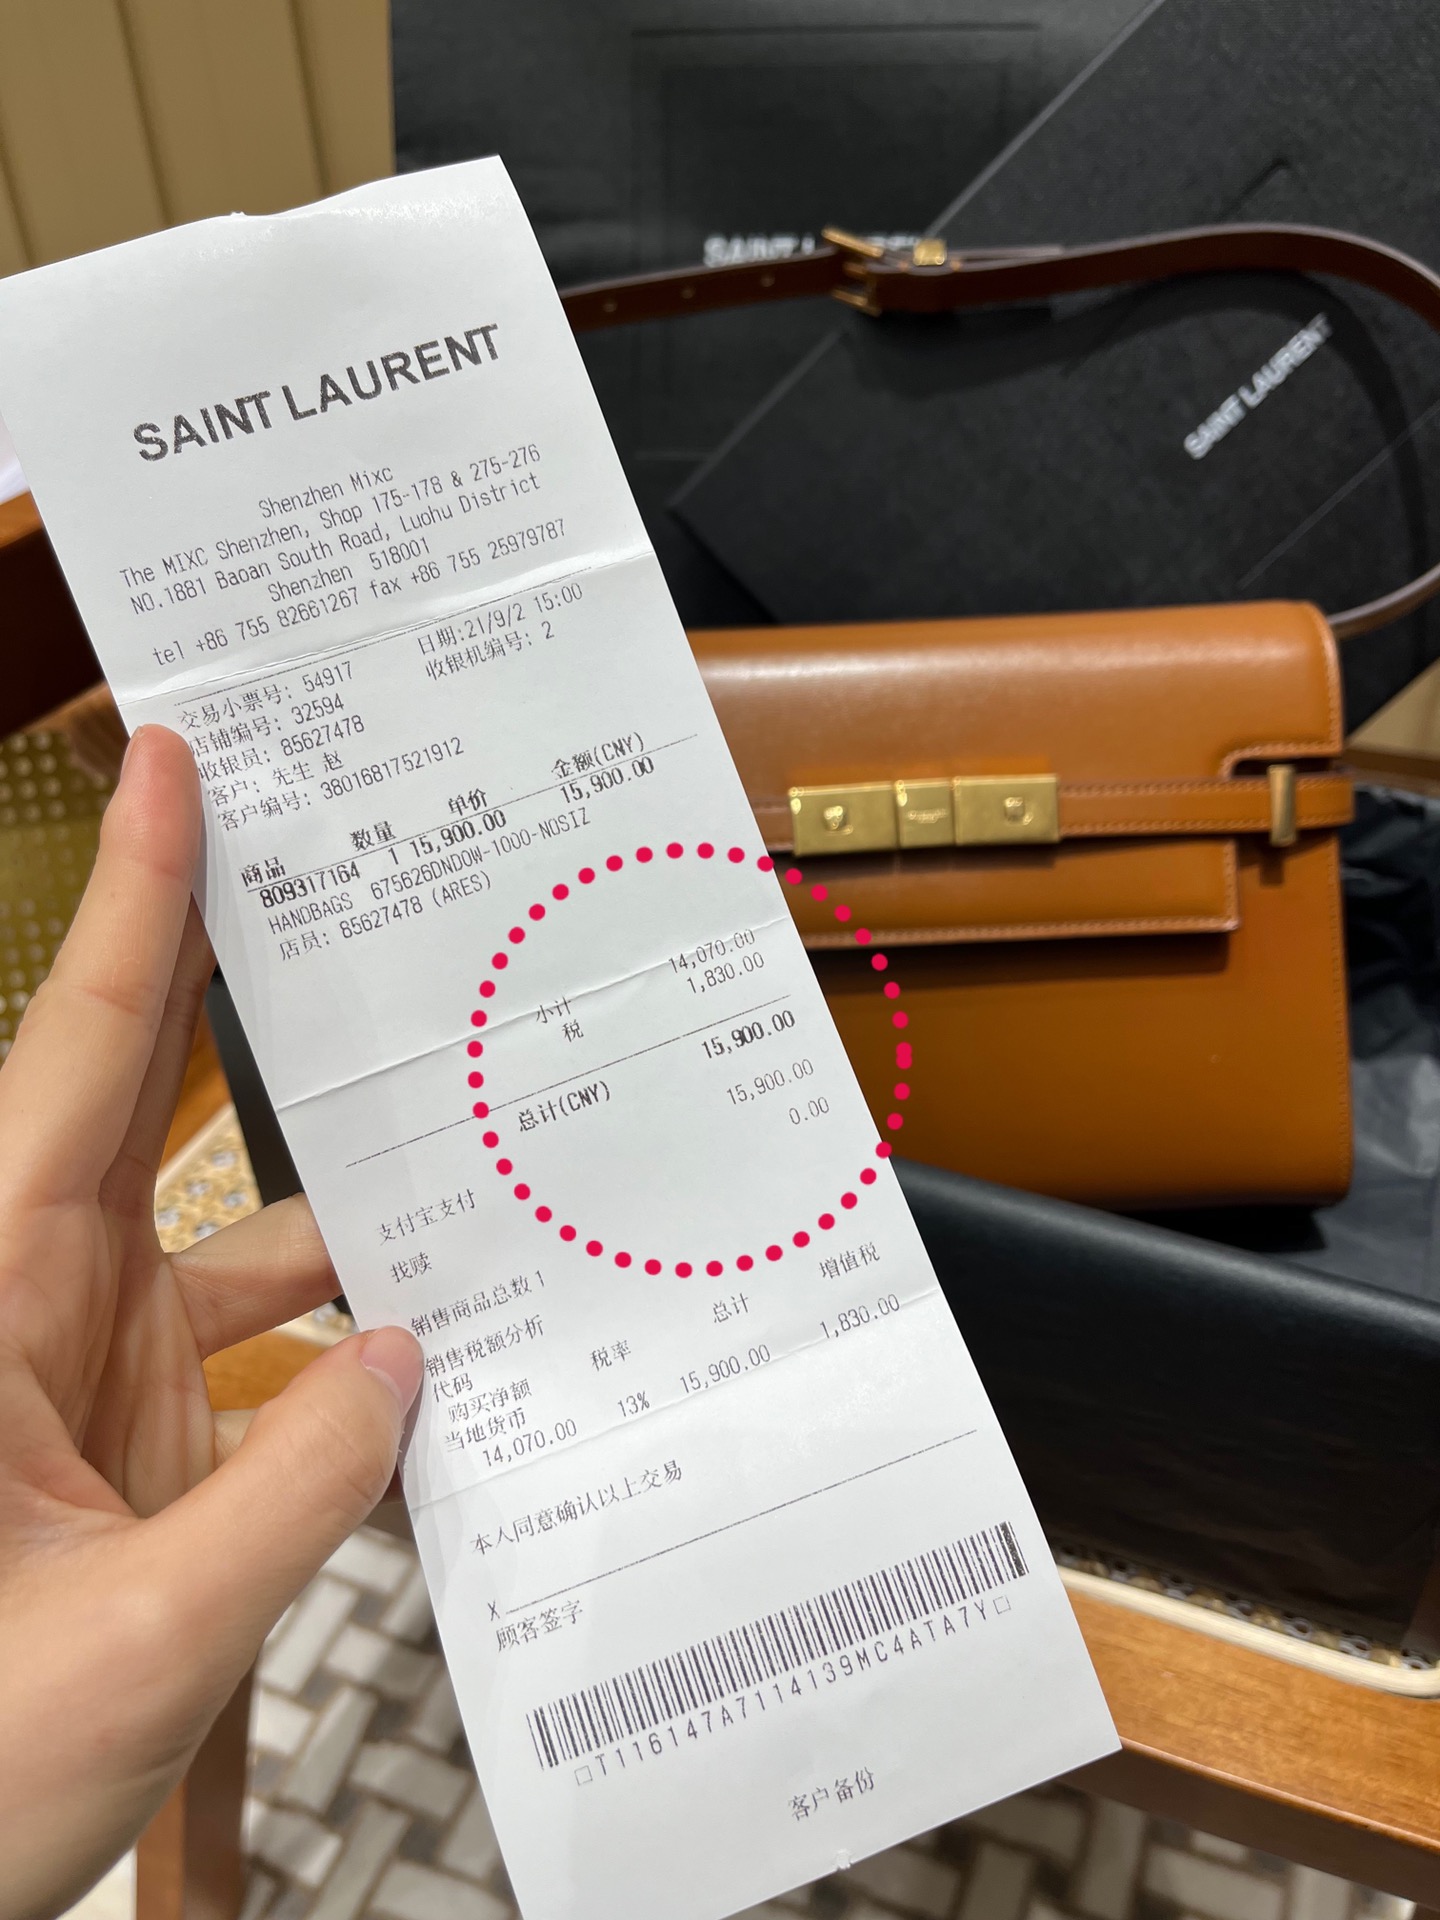 SAINT LAURENT
SAINT LAURENT
SAINT LAURENT
Shenzhen Mixc
The MIXC Shenzhen, Shop 175-178 & 275-276
NO.1881 Baoan South Road, Luohu District
Shenzhen 518001
tel +86 755 82661267 fax +86 755 25979787
交易小票号: 54917 日期:21/9/2 15:00
店铺编号: 32594 收银机编号: 2
收银员: 85627478
客户: 先生 赵
客户编号: 38016817521912
商品 数量 单价 金额(CNY)
809317164 1 15,900.00 15,900.00
HANDBAGS 675626DNDOW-1000-NOSIZ
店员: 85627478 (ARES)
小计 14,070.00
税 1,830.00
总计(CNY) 15,900.00
支付宝支付 15,900.00
找赎 0.00
销售商品总数 1
销售税额分析
代码 税率 总计 增值税
购买净额
当地货币
14,070.00 13% 15,900.00 1,830.00
本人同意确认以上交易
X
顾客签字
T116147A7114139MC4ATA7Y
客户备份